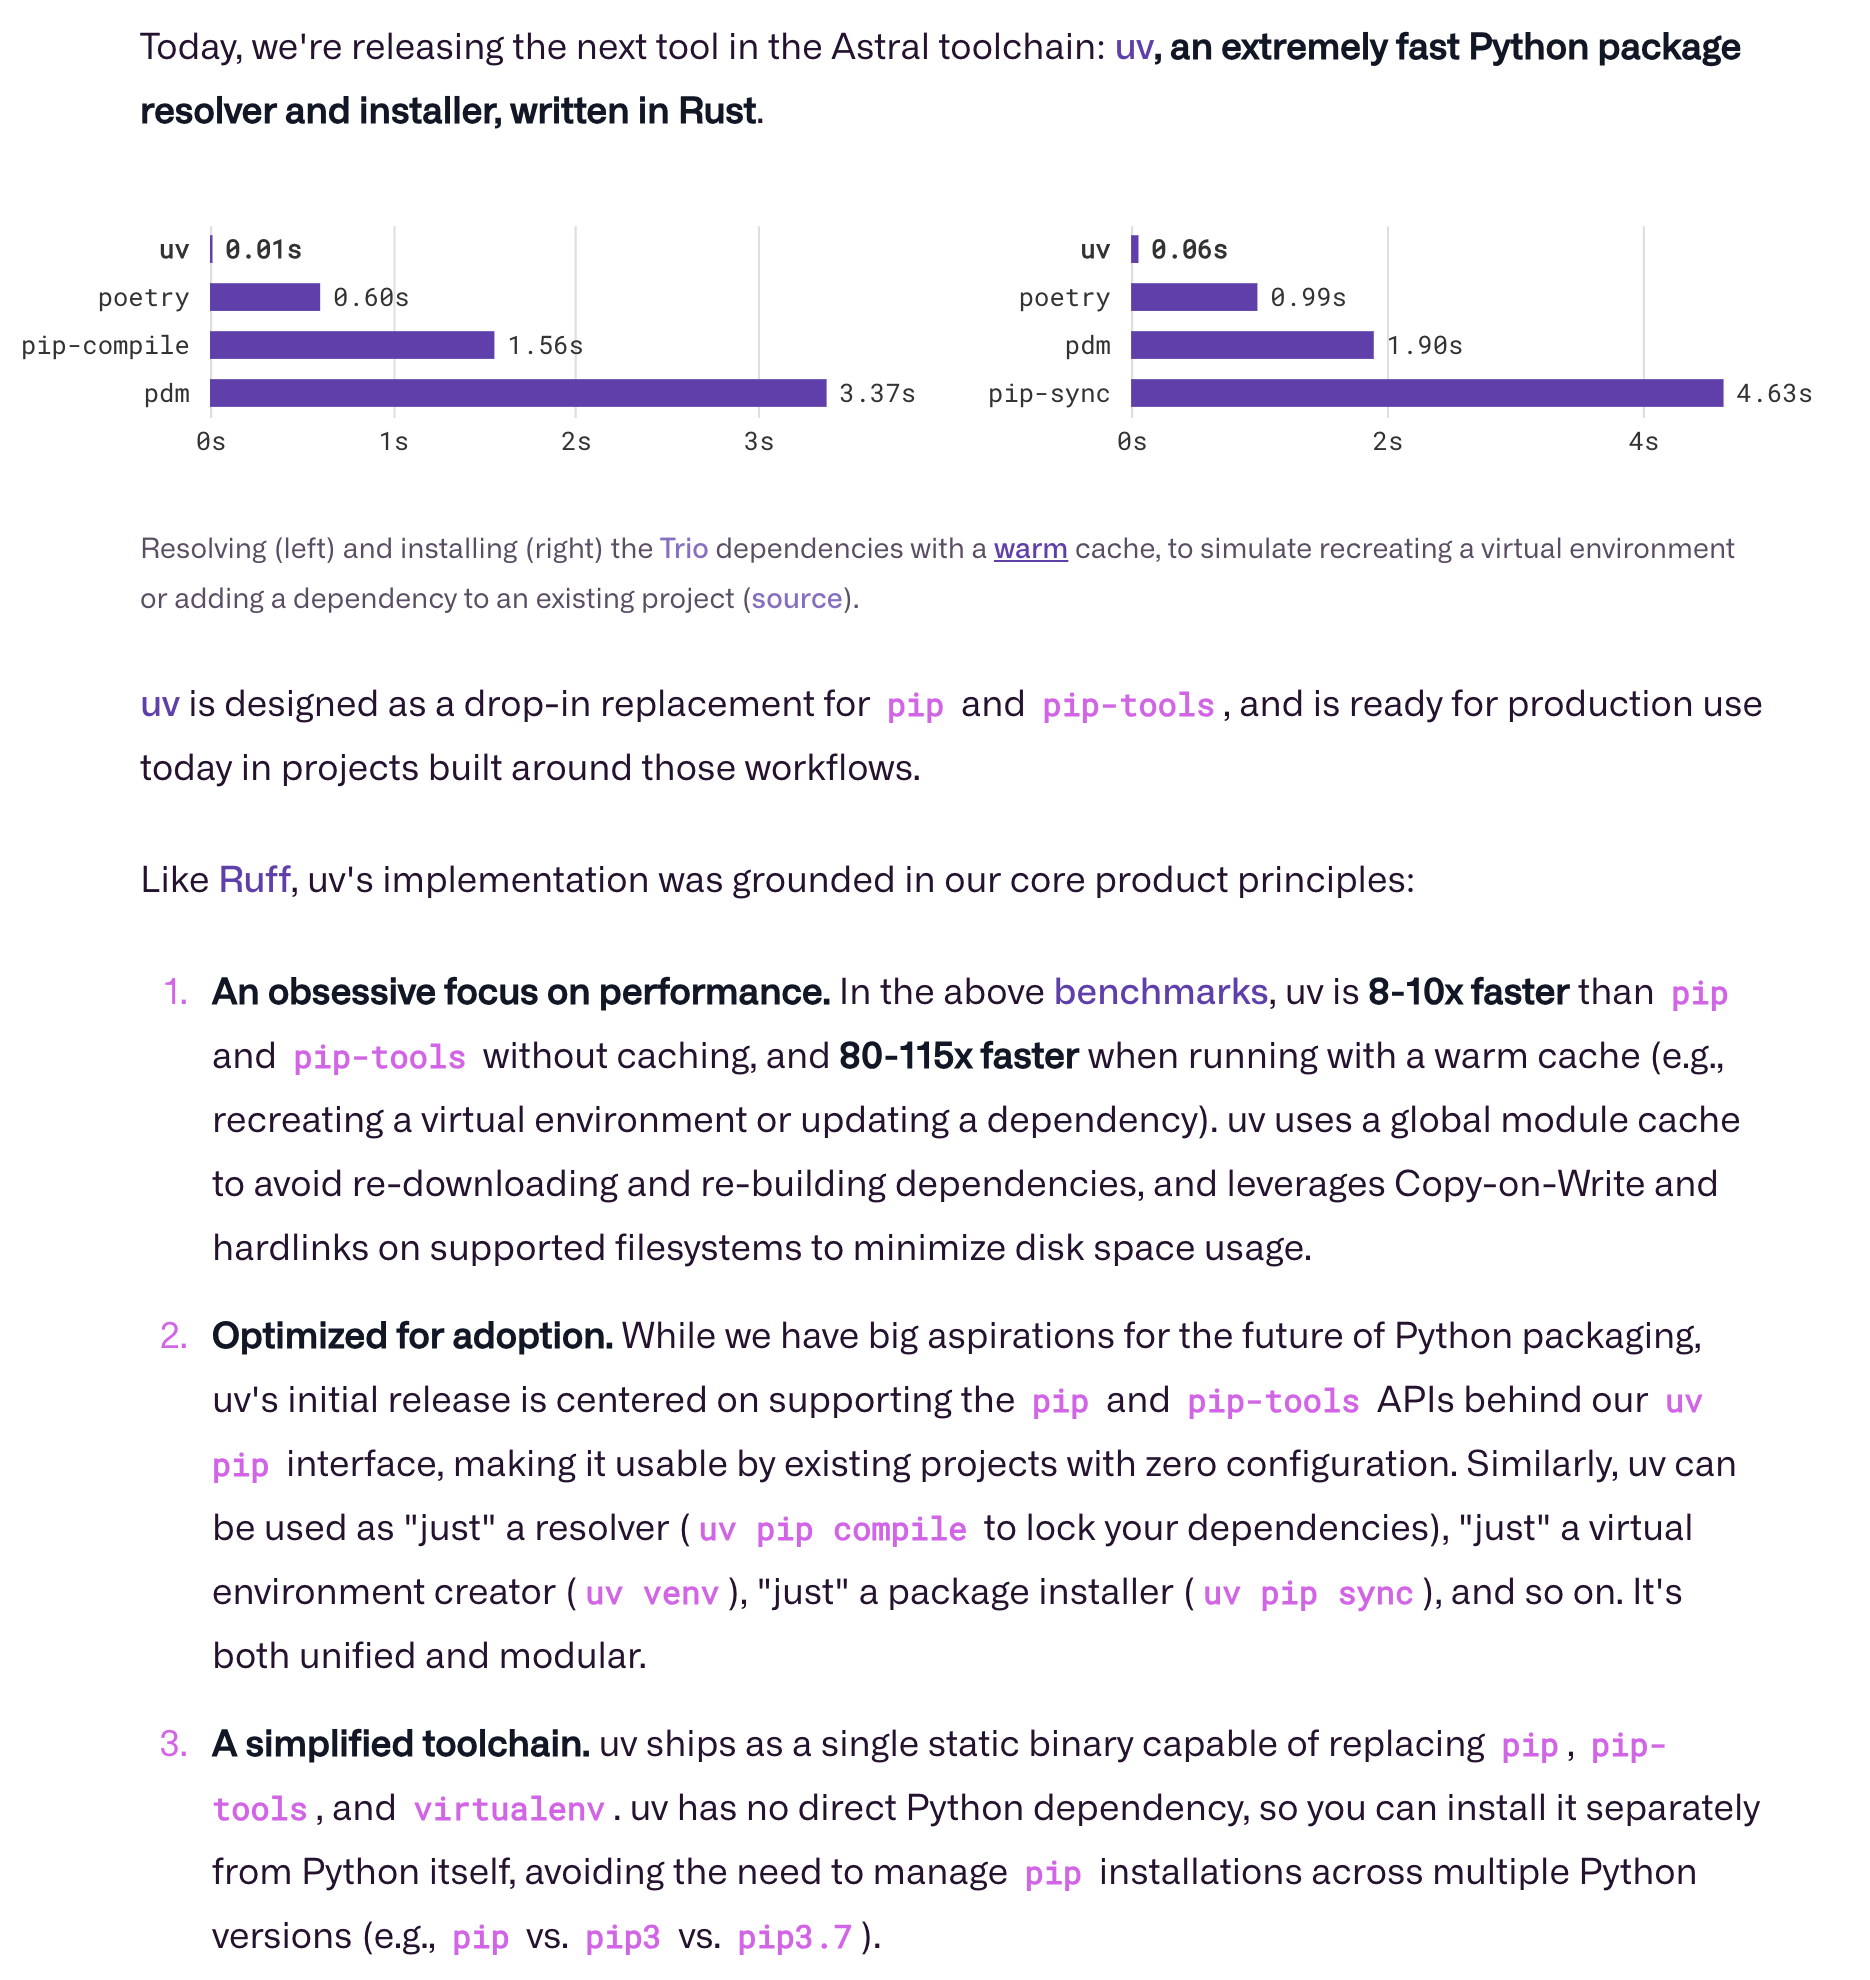 Today, we're releasing the next tool in the Astral toolchain: uv, an extremely fast Python package
resolver and installer, written in Rust.
uv 0.01s
poetry 0.60s
pip-compile 1.56s
pdm 3.37s
0s 1s 2s 3s
uv 0.06s
poetry 0.99s
pdm 1.90s
pip-sync 4.63s
0s 2s 4s
Resolving (left) and installing (right) the Trio dependencies with a warm cache, to simulate recreating a virtual environment
or adding a dependency to an existing project (source).
uv is designed as a drop-in replacement for pip and pip-tools, and is ready for production use
today in projects built around those workflows.
Like Ruff, uv's implementation was grounded in our core product principles:
1. An obsessive focus on performance. In the above benchmarks, uv is 8-10x faster than pip
and pip-tools without caching, and 80-115x faster when running with a warm cache (e.g.,
recreating a virtual environment or updating a dependency). uv uses a global module cache
to avoid re-downloading and re-building dependencies, and leverages Copy-on-Write and
hardlinks on supported filesystems to minimize disk space usage.
2. Optimized for adoption. While we have big aspirations for the future of Python packaging,
uv's initial release is centered on supporting the pip and pip-tools APIs behind our uv
pip interface, making it usable by existing projects with zero configuration. Similarly, uv can
be used as "just" a resolver (uv pip compile to lock your dependencies), "just" a virtual
environment creator (uv venv), "just" a package installer (uv pip sync), and so on. It's
both unified and modular.
3. A simplified toolchain. uv ships as a single static binary capable of replacing pip, pip-
tools, and virtualenv. uv has no direct Python dependency, so you can install it separately
from Python itself, avoiding the need to manage pip installations across multiple Python
versions (e.g., pip vs. pip3 vs. pip3.7).